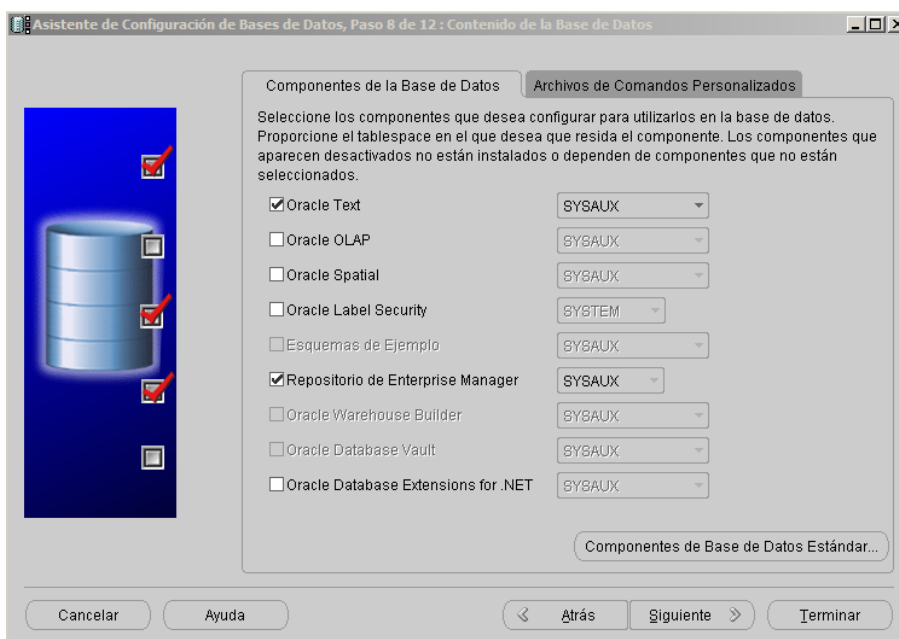 Asistente de Configuración de Bases de Datos, Paso 8 de 12 : Contenido de la Base de Datos
Componentes de la Base de Datos
Archivos de Comandos Personalizados
Seleccione los componentes que desea configurar para utilizarlos en la base de datos.
Proporcione el tablespace en el que desea que resida el componente. Los componentes que
aparecen desactivados no están instalados o dependen de componentes que no están
seleccionados.
Oracle Text SYSAUX
Oracle OLAP SYSAUX
Oracle Spatial SYSAUX
Oracle Label Security SYSTEM
Esquemas de Ejemplo SYSAUX
Repositorio de Enterprise Manager SYSAUX
Oracle Warehouse Builder SYSAUX
Oracle Database Vault SYSAUX
Oracle Database Extensions for .NET SYSAUX
Componentes de Base de Datos Estándar...
Cancelar
Ayuda
Atrás
Siguiente
Terminar